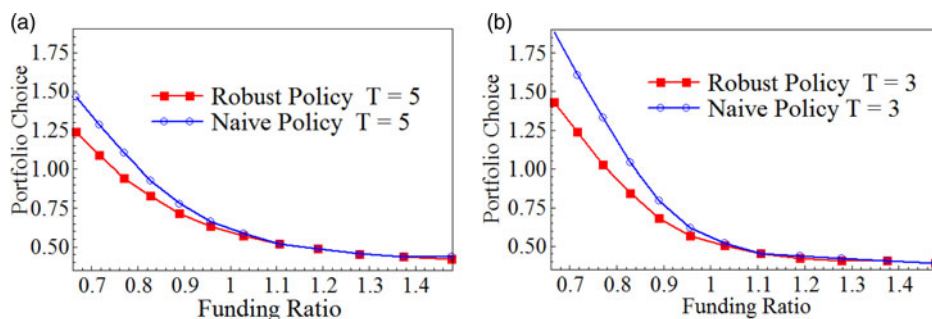 (a)
Portfolio Choice
1.75
1.50
1.25
1.00
0.75
0.50
Robust Policy T = 5
Naive Policy T = 5
0.7 0.8 0.9 1 1.1 1.2 1.3 1.4
Funding Ratio
(b)
Portfolio Choice
1.75
1.50
1.25
1.00
0.75
0.50
Robust Policy T = 3
Naive Policy T = 3
0.7 0.8 0.9 1 1.1 1.2 1.3 1.4
Funding Ratio